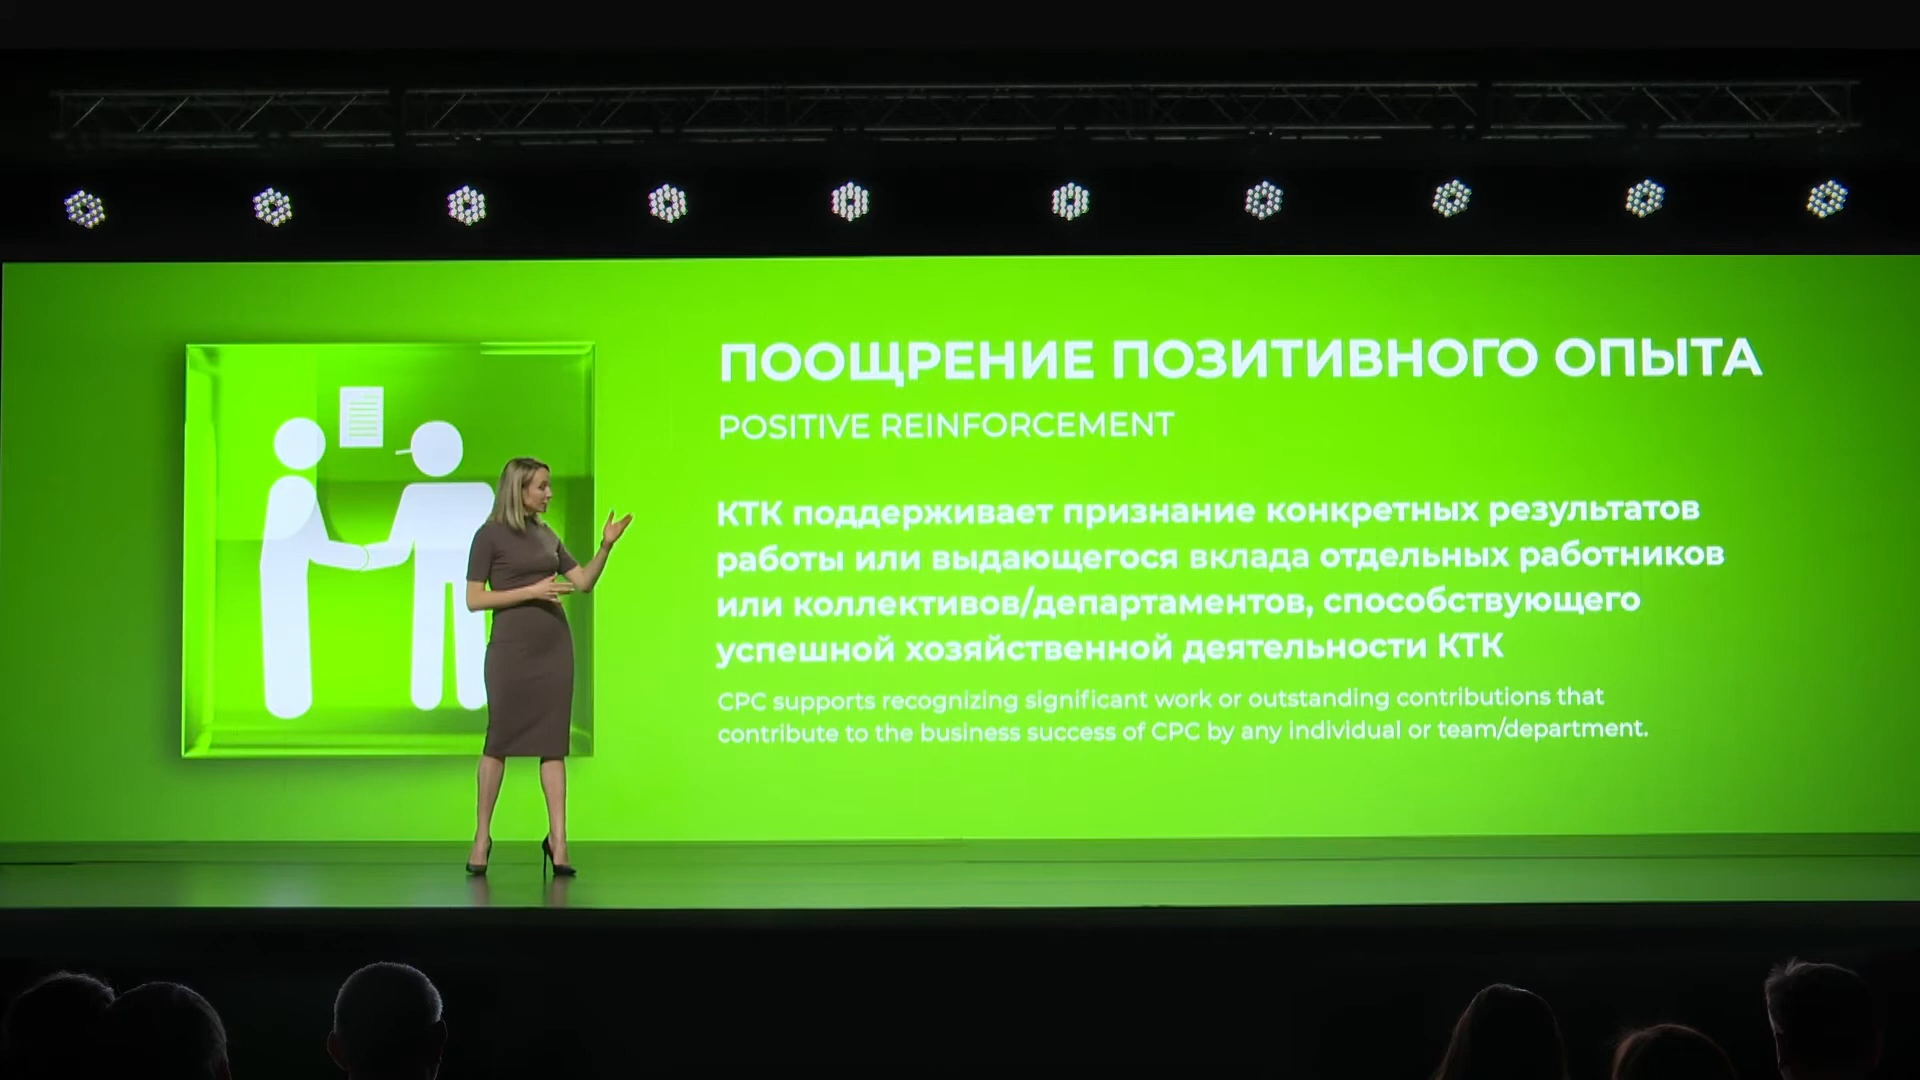 ПООЩРЕНИЕ ПОЗИТИВНОГО ОПЫТА
POSITIVE REINFORCEMENT
КТК поддерживает признание конкретных результатов
работы или выдающегося вклада отдельных работников
или коллективов/департаментов, способствующего
успешной хозяйственной деятельности КТК
CPC supports recognizing significant work or outstanding contributions that
contribute to the business success of CPC by any individual or team/department.